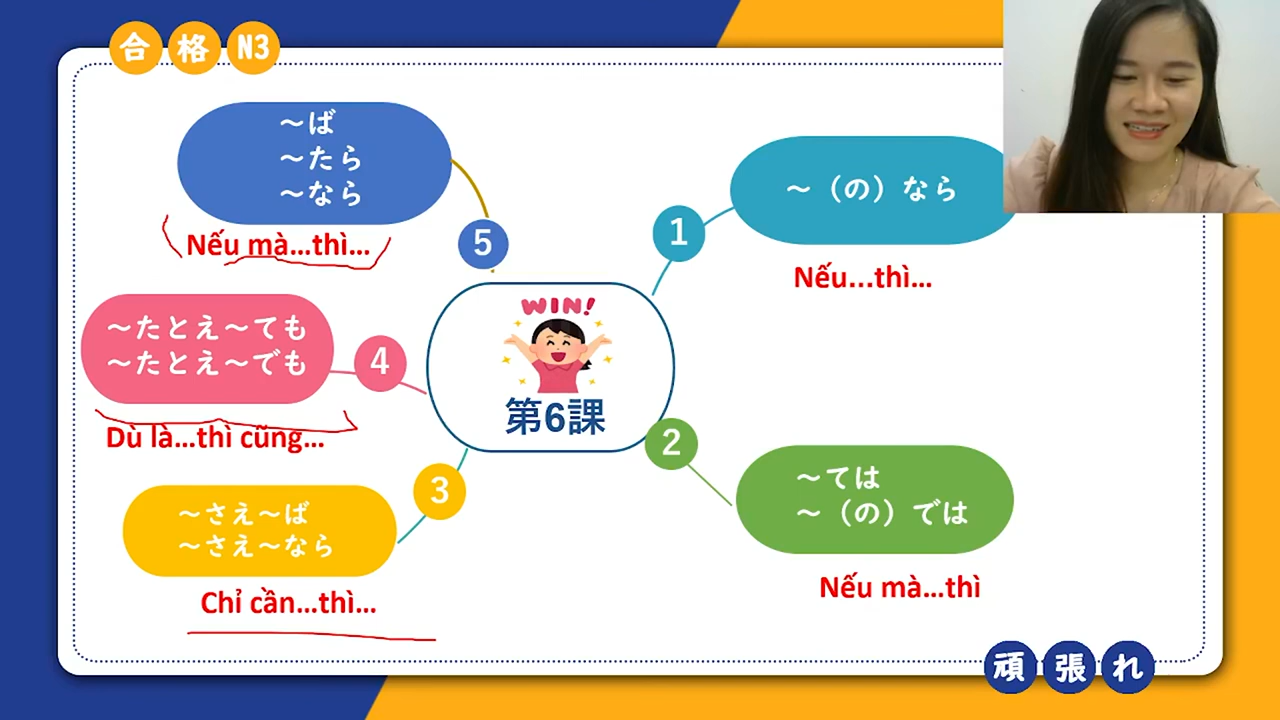 合格N3
～ば
～たら
～なら
Nếu mà...thì...
5
1
～（の）なら
Nếu...thì...
～たとえ～ても
～たとえ～でも
4
Dù là...thì cũng...
WIN!
第6課
2
～ては
～（の）では
Nếu mà...thì
3
～さえ～ば
～さえ～なら
Chỉ cần...thì...
頑張れ